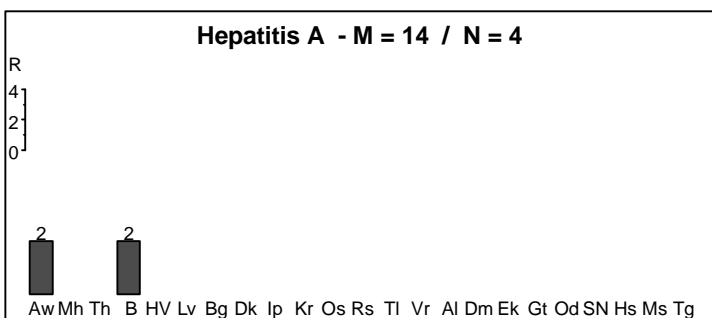 Hepatitis A - M = 14 / N = 4
R
4
2
0
2 2
Aw Mh Th B HV Lv Bg Dk Ip Kr Os Rs Tl Vr Al Dm Ek Gt Od SN Hs Ms Tg